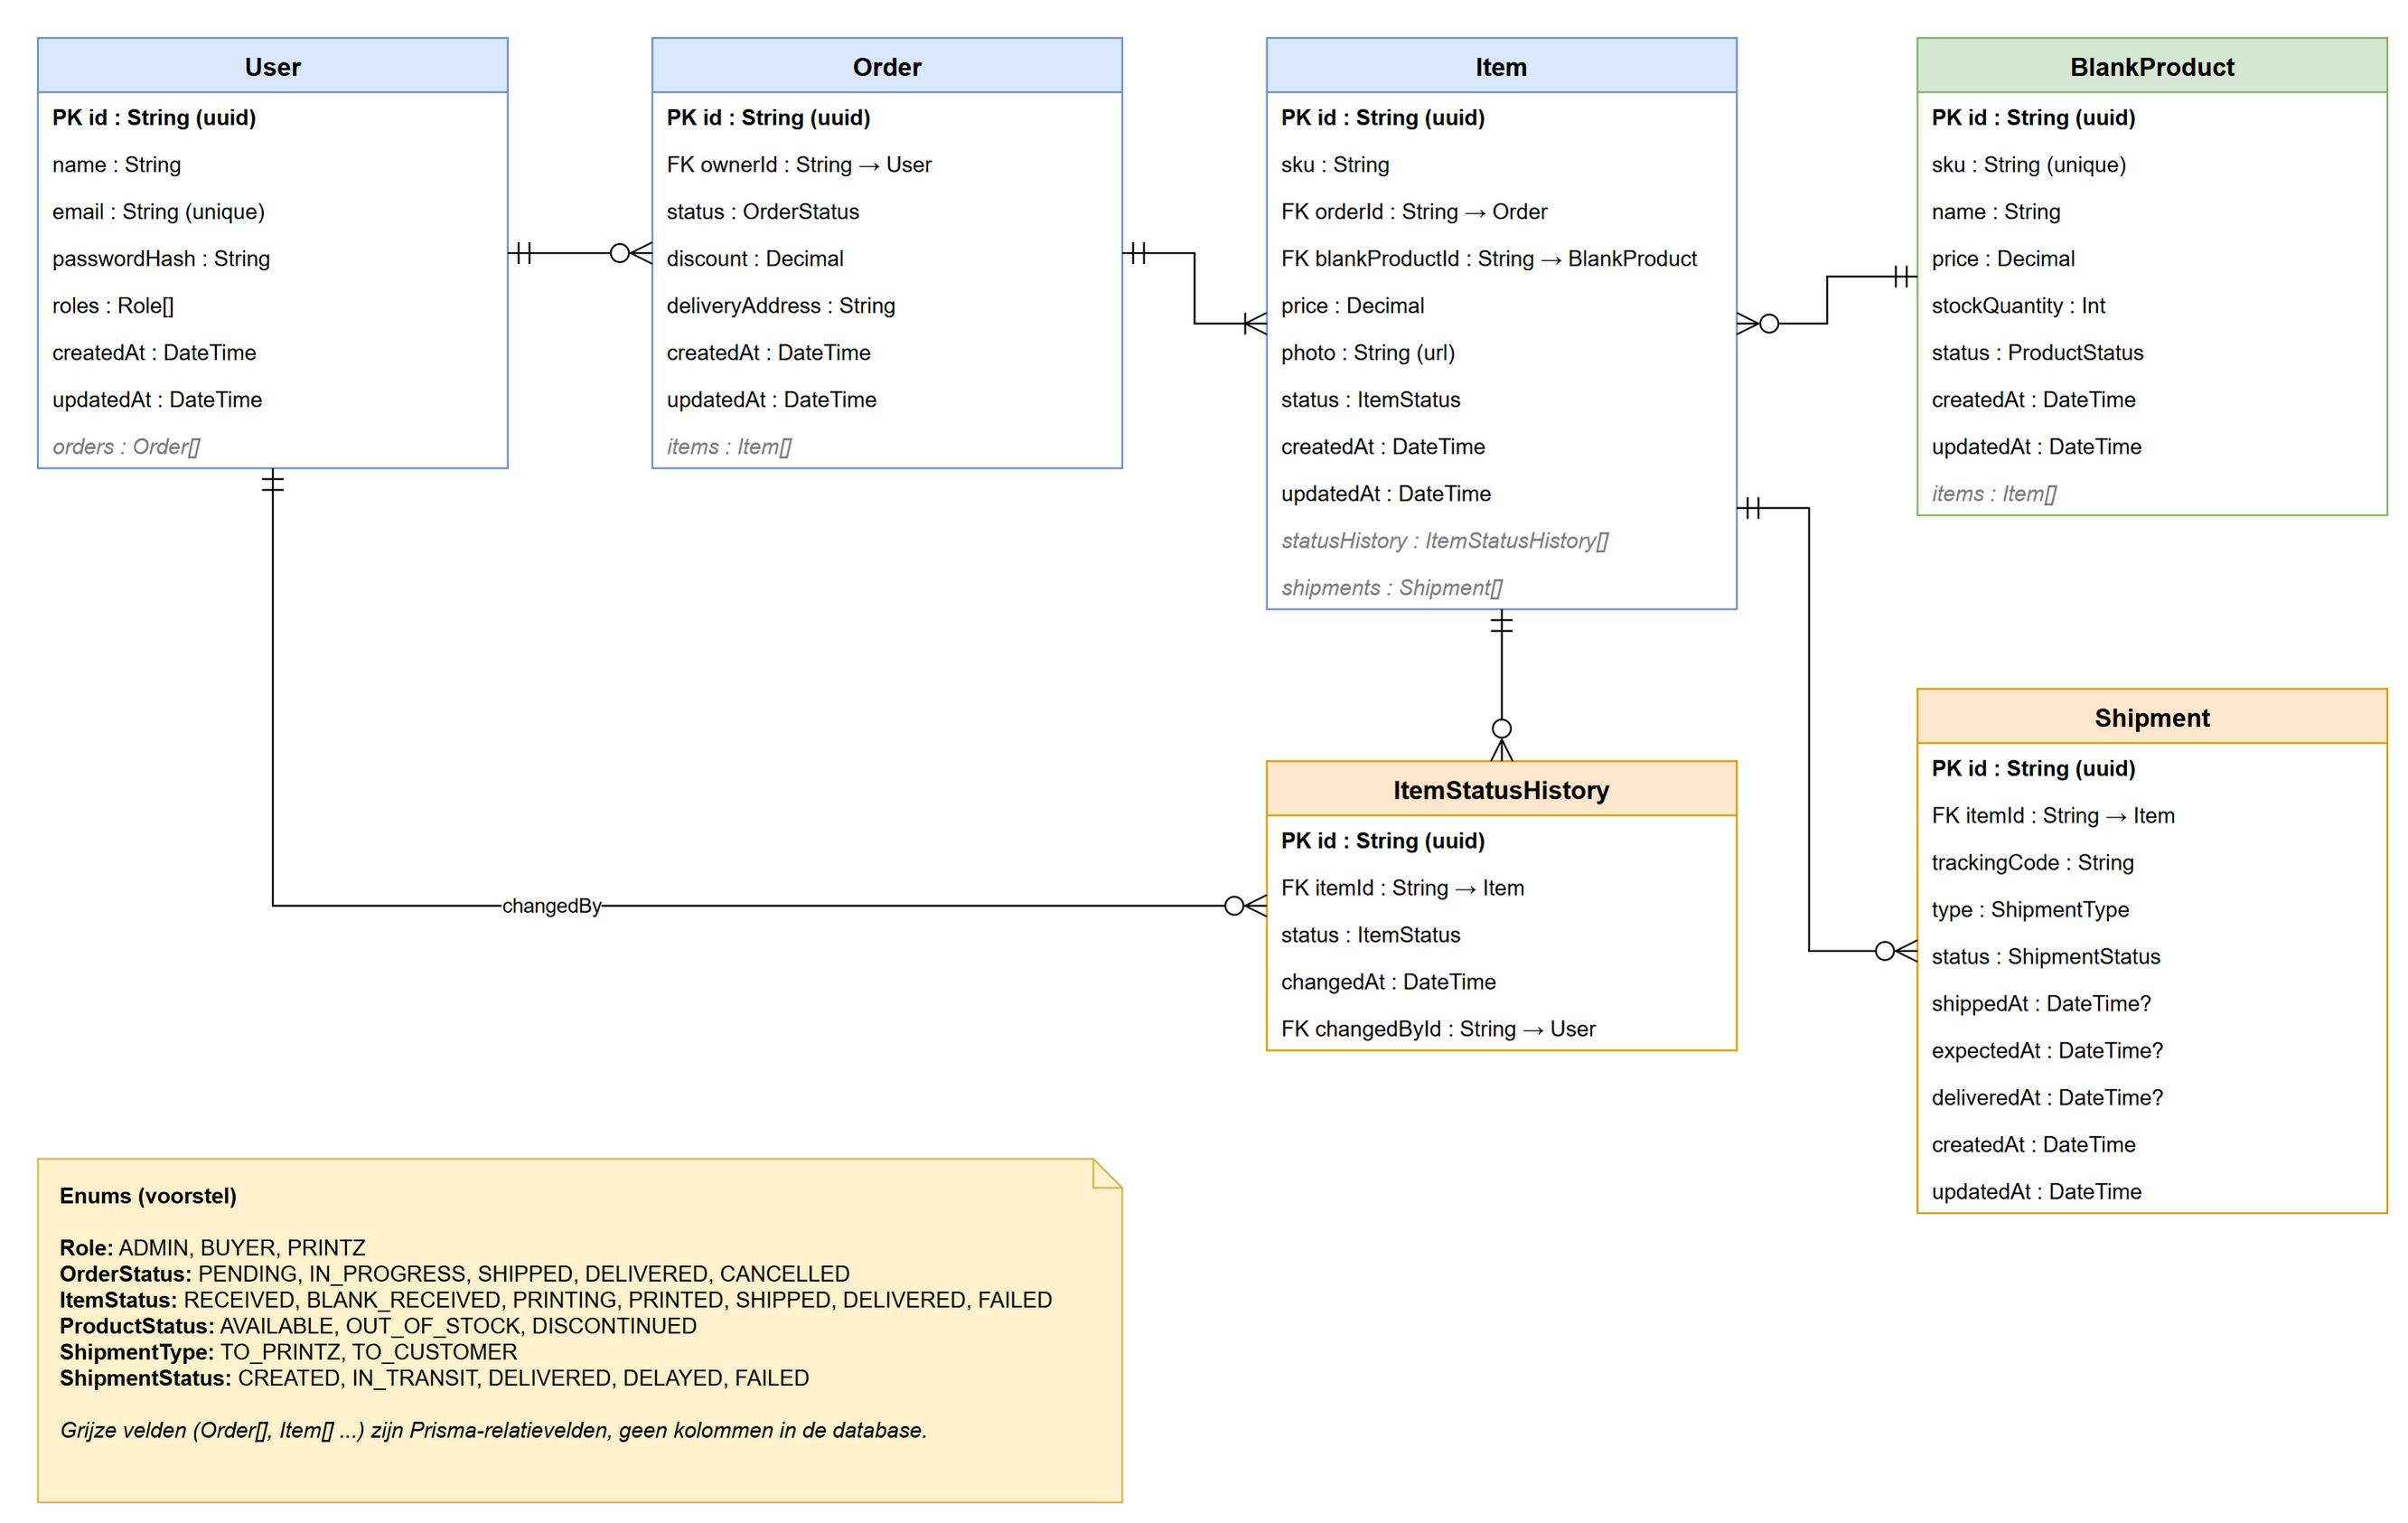 User
PK id : String (uuid)
name : String
email : String (unique)
passwordHash : String
roles : Role[]
createdAt : DateTime
updatedAt : DateTime
orders : Order[]
Order
PK id : String (uuid)
FK ownerId : String → User
status : OrderStatus
discount : Decimal
deliveryAddress : String
createdAt : DateTime
updatedAt : DateTime
items : Item[]
Item
PK id : String (uuid)
sku : String
FK orderId : String → Order
FK blankProductId : String → BlankProduct
price : Decimal
photo : String (url)
status : ItemStatus
createdAt : DateTime
updatedAt : DateTime
statusHistory : ItemStatusHistory[]
shipments : Shipment[]
BlankProduct
PK id : String (uuid)
sku : String (unique)
name : String
price : Decimal
stockQuantity : Int
status : ProductStatus
createdAt : DateTime
updatedAt : DateTime
items : Item[]
changedBy
ItemStatusHistory
PK id : String (uuid)
FK itemId : String → Item
status : ItemStatus
changedAt : DateTime
FK changedById : String → User
Shipment
PK id : String (uuid)
FK itemId : String → Item
trackingCode : String
type : ShipmentType
status : ShipmentStatus
shippedAt : DateTime?
expectedAt : DateTime?
deliveredAt : DateTime?
createdAt : DateTime
updatedAt : DateTime
Enums (voorstel)
Role: ADMIN, BUYER, PRINTZ
OrderStatus: PENDING, IN_PROGRESS, SHIPPED, DELIVERED, CANCELLED
ItemStatus: RECEIVED, BLANK_RECEIVED, PRINTING, PRINTED, SHIPPED, DELIVERED, FAILED
ProductStatus: AVAILABLE, OUT_OF_STOCK, DISCONTINUED
ShipmentType: TO_PRINTZ, TO_CUSTOMER
ShipmentStatus: CREATED, IN_TRANSIT, DELIVERED, DELAYED, FAILED
Grijze velden (Order[], Item[] ...) zijn Prisma-relatievelden, geen kolommen in de database.